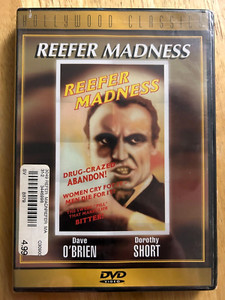 HOLLYWOOD CLASSICS
REEFER MADNESS
REEFER
MADNESS
DRUG-CRAZED
ABANDON!
WOMEN CRY FOR
MEN DIE FOR IT
BITTER!
Dave
O'BRIEN
Dorothy
SHORT
4.99
DVD
VIDEO